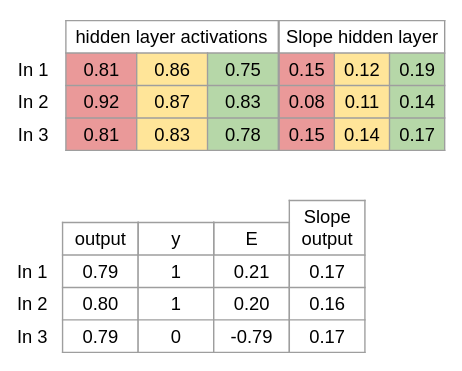 hidden layer activations Slope hidden layer
In 1 0.81 0.86 0.75 0.15 0.12 0.19
In 2 0.92 0.87 0.83 0.08 0.11 0.14
In 3 0.81 0.83 0.78 0.15 0.14 0.17
Slope
output y E output
In 1 0.79 1 0.21 0.17
In 2 0.80 1 0.20 0.16
In 3 0.79 0 -0.79 0.17